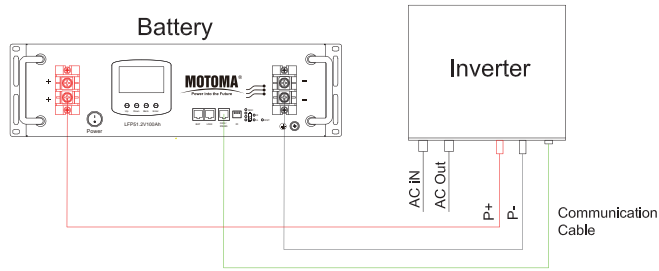 Battery
Inverter
MOTOMA
Power into the Future
+
+
−
−
Power
LFP51.2V100Ah
AC iN
AC Out
P+
P-
Communication
Cable